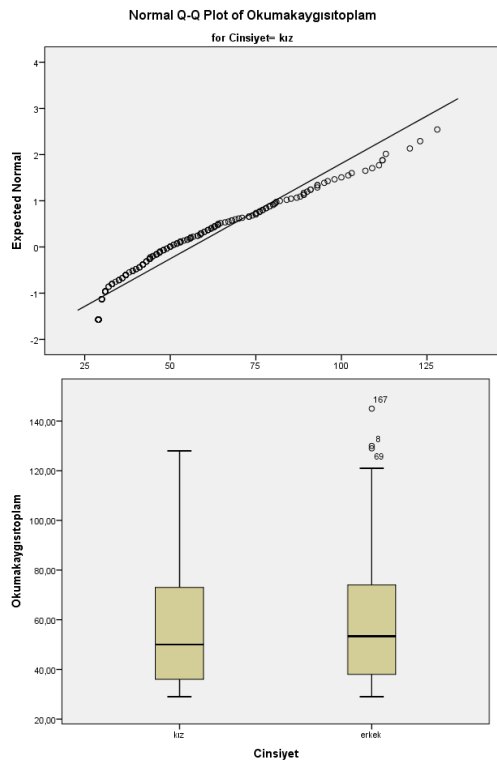 Normal Q-Q Plot of Okumakaygısıtoplam
for Cinsiyet= kız
Expected Normal
4
3
2
1
0
-1
-2
25 50 75 100 125
Okumakaygısıtoplam
140,00
120,00
100,00
80,00
60,00
40,00
20,00
167
8
69
kız erkek
Cinsiyet